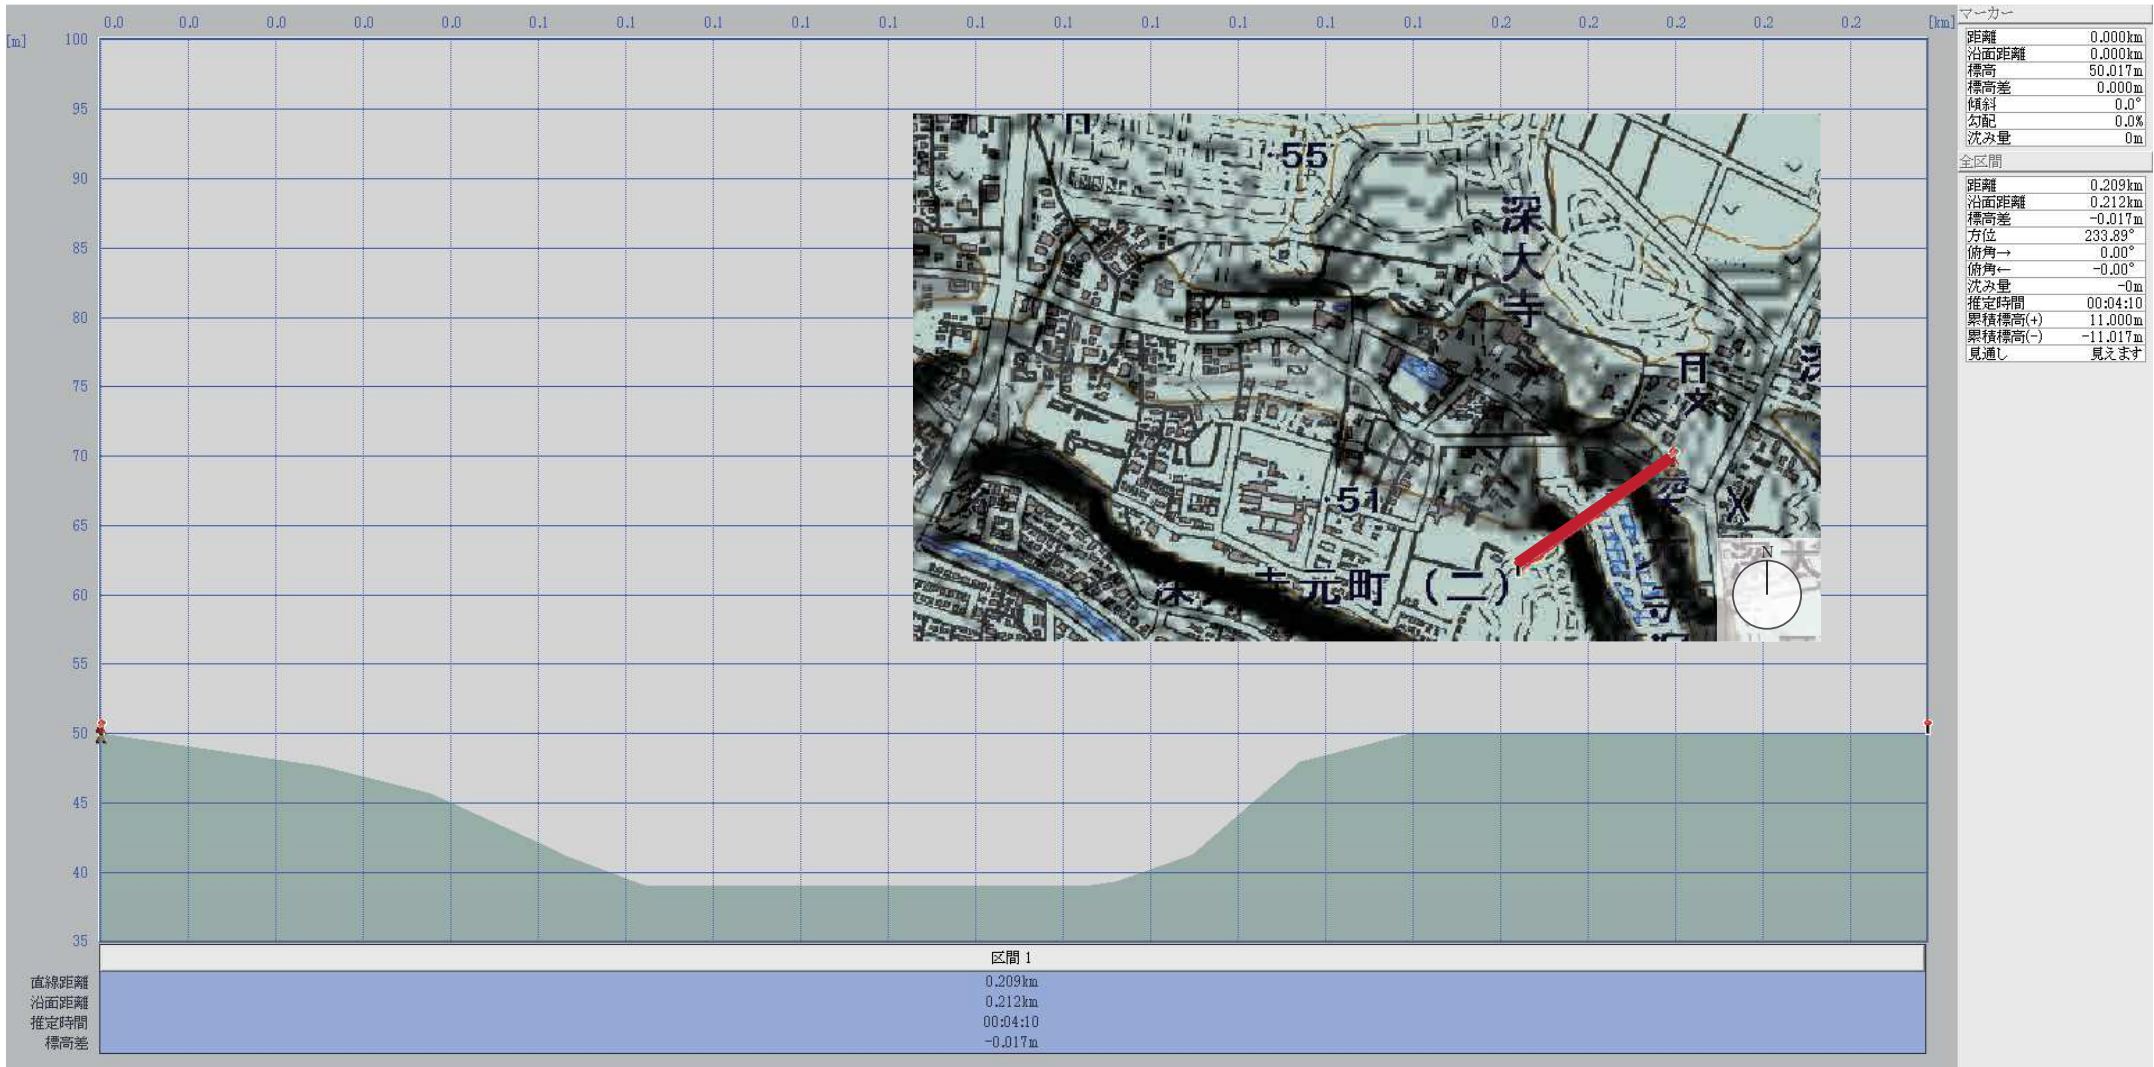 0.0 0.0 0.0 0.0 0.0 0.1 0.1 0.1 0.1 0.1 0.1 0.1 0.1 0.1 0.1 0.1 0.2 0.2 0.2 0.2 0.2 [km]
[m] 100
95
90
85
80
75
70
65
60
55
50
45
40
35
55
深大寺
51
深大寺元町(二)
N
区間 1
直線距離 0.209km
沿面距離 0.212km
推定時間 00:04:10
標高差 -0.017m
マーカー
距離 0.000km
沿面距離 0.000km
標高 50.017m
標高差 0.000m
傾斜 0.0°
勾配 0.0%
沈み量 0m
全区間
距離 0.209km
沿面距離 0.212km
標高差 -0.017m
方位 233.89°
俯角→ 0.00°
俯角← -0.00°
沈み量 -0m
推定時間 00:04:10
累積標高(+) 11.000m
累積標高(-) -11.017m
見通し 見えます